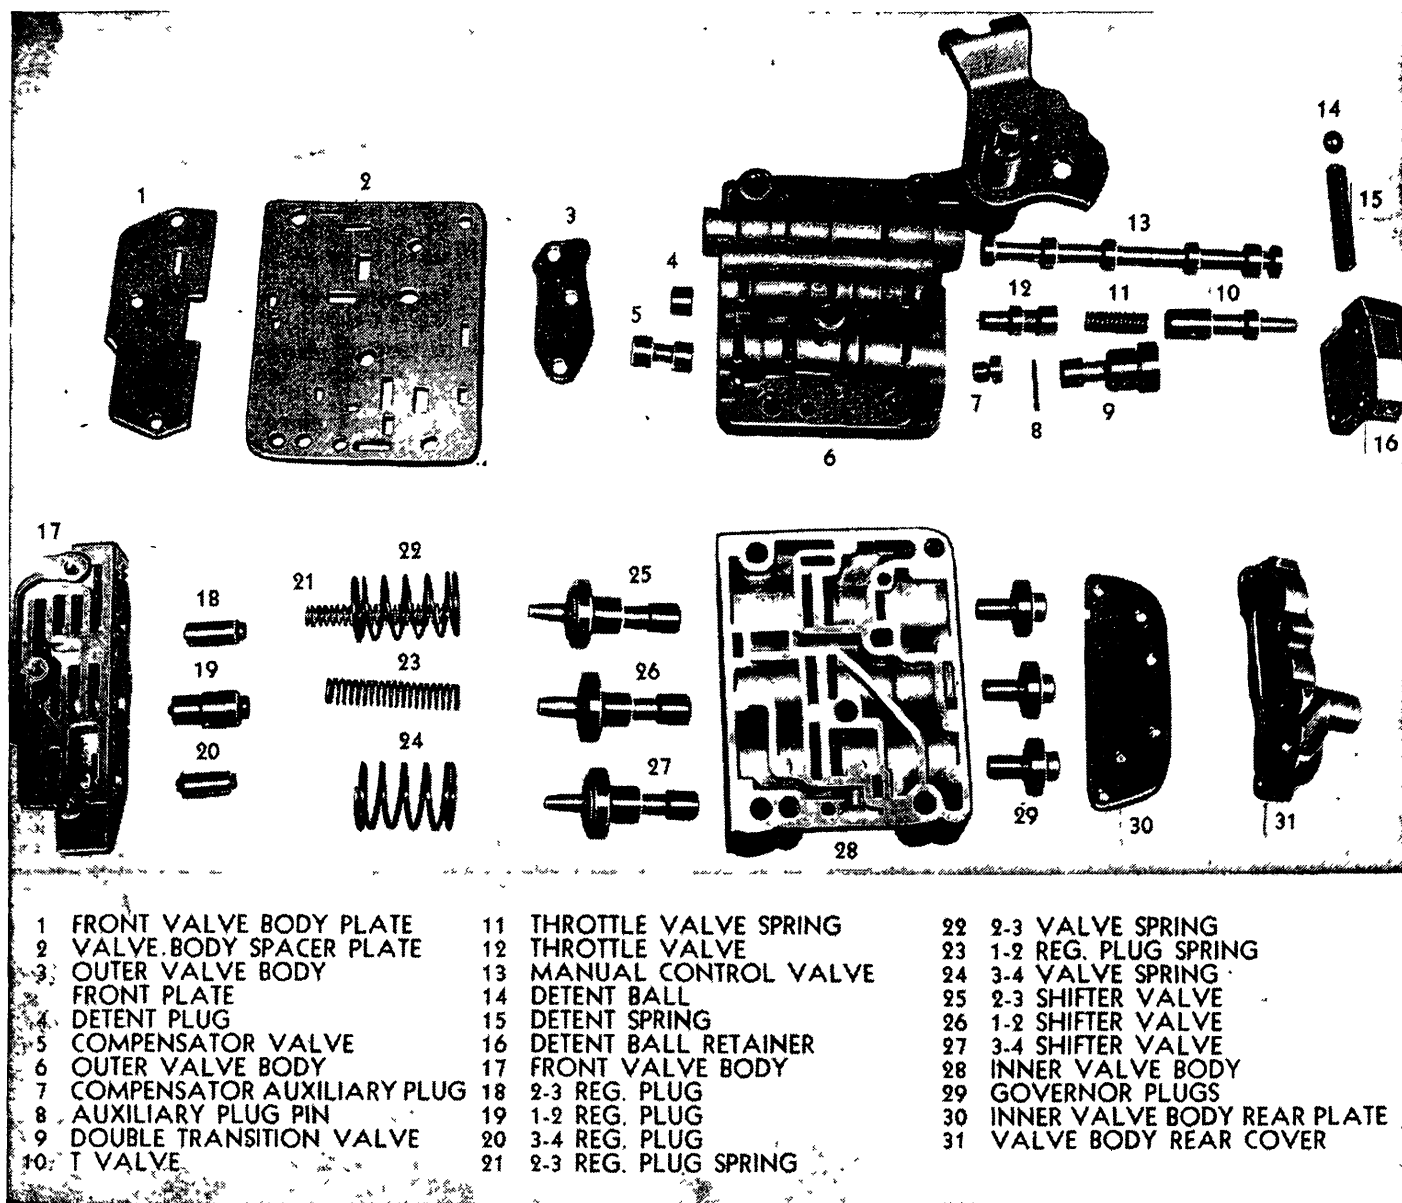 14
1
2
3
15
13
4
12
11
10
5
7
8
9
16
6
17
22
21
25
18
23
19
26
24
20
27
29
30
31
28
1 FRONT VALVE BODY PLATE
2 VALVE BODY SPACER PLATE
3 OUTER VALVE BODY
FRONT PLATE
4 DETENT PLUG
5 COMPENSATOR VALVE
6 OUTER VALVE BODY
7 COMPENSATOR AUXILIARY PLUG
8 AUXILIARY PLUG PIN
9 DOUBLE TRANSITION VALVE
10 T VALVE
11 THROTTLE VALVE SPRING
12 THROTTLE VALVE
13 MANUAL CONTROL VALVE
14 DETENT BALL
15 DETENT SPRING
16 DETENT BALL RETAINER
17 FRONT VALVE BODY
18 2-3 REG. PLUG
19 1-2 REG. PLUG
20 3-4 REG. PLUG
21 2-3 REG. PLUG SPRING
22 2-3 VALVE SPRING
23 1-2 REG. PLUG SPRING
24 3-4 VALVE SPRING
25 2-3 SHIFTER VALVE
26 1-2 SHIFTER VALVE
27 3-4 SHIFTER VALVE
28 INNER VALVE BODY
29 GOVERNOR PLUGS
30 INNER VALVE BODY REAR PLATE
31 VALVE BODY REAR COVER